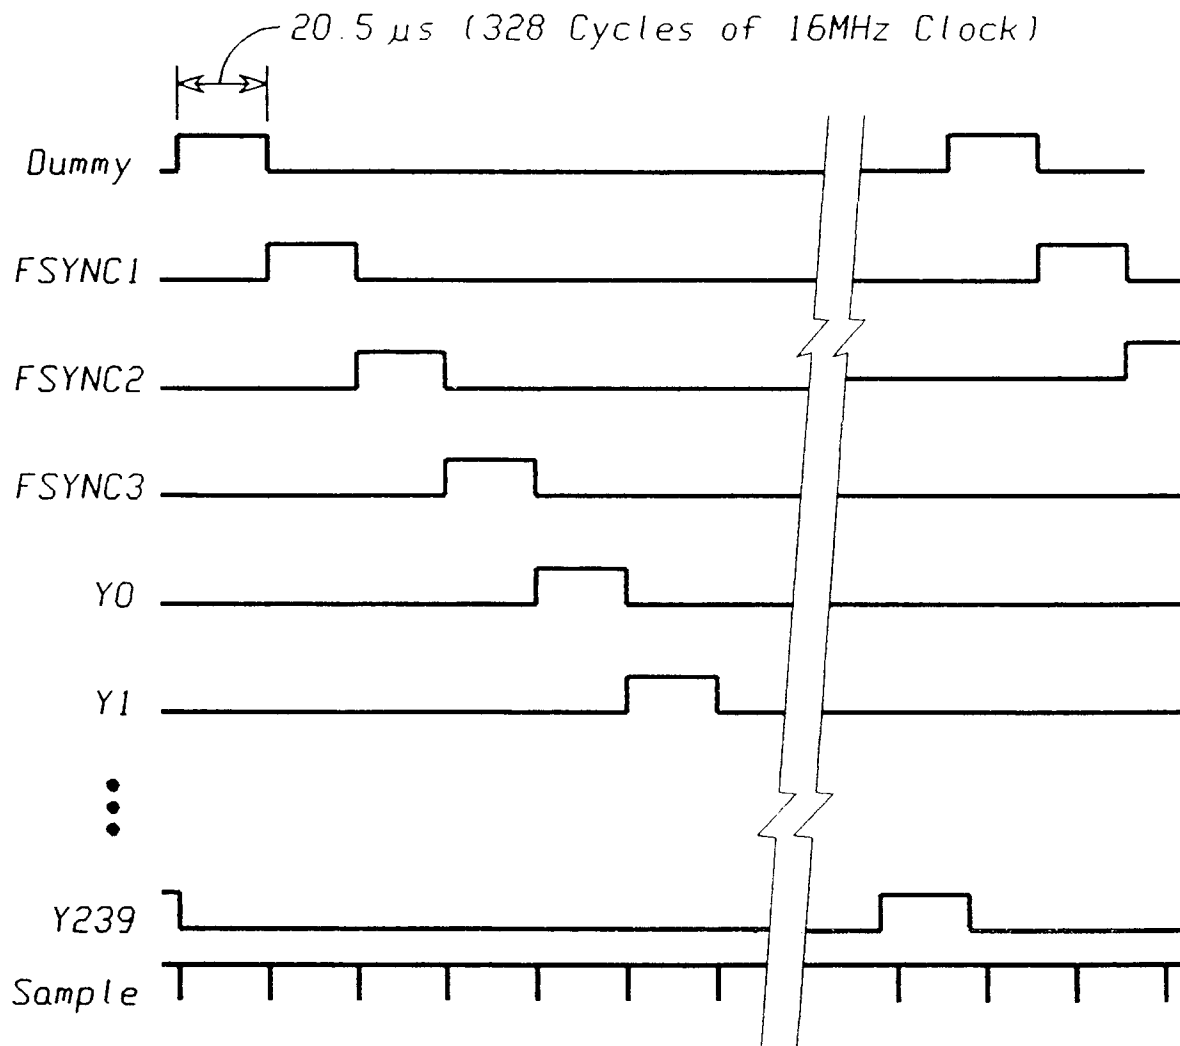 20.5 µs (328 Cycles of 16MHz Clock)
Dummy
FSYNC1
FSYNC2
FSYNC3
Y0
Y1
Y239
Sample